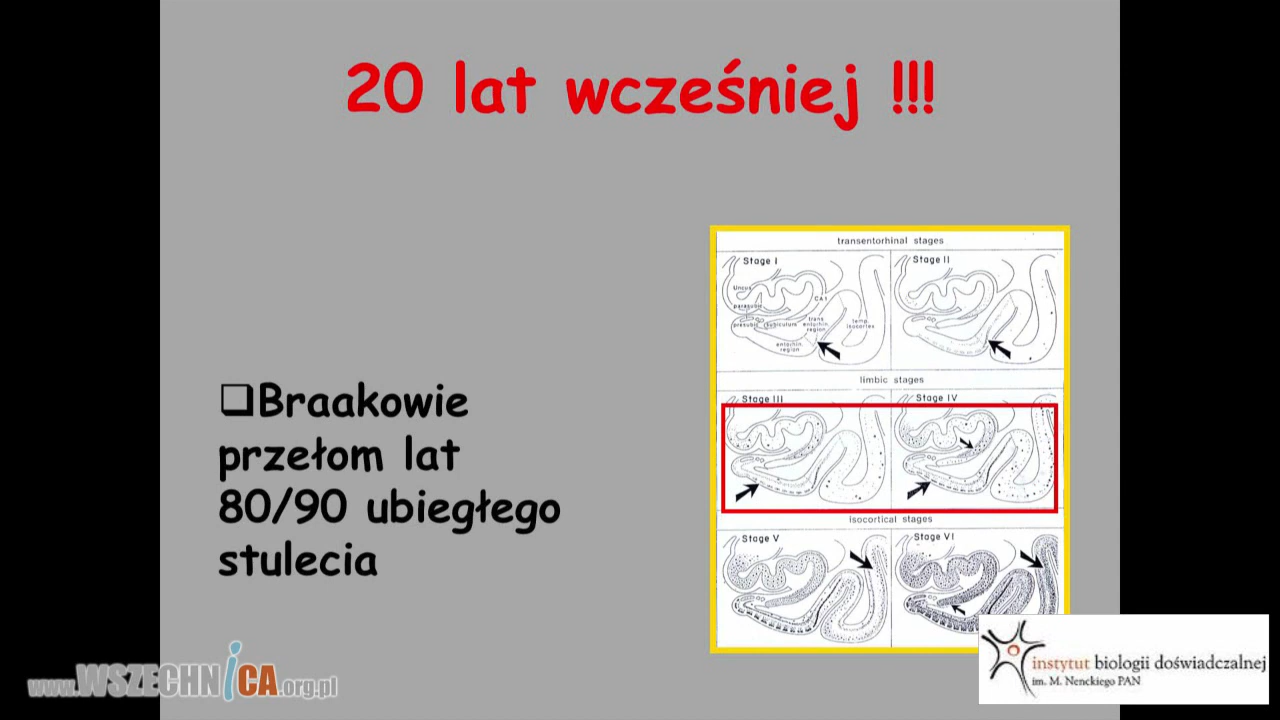 20 lat wcześniej !!!
❑Braakowie
przełom lat
80/90 ubiegłego
stulecia
transentorhinal stages
Stage I
Stage II
Uncus
CA1
parasubic
presubic
subiculum
trans
entorhin
region
temp.
isocortex
entorhin
region
limbic stages
Stage III
Stage IV
isocortical stages
Stage V
Stage VI
www.WSZECHNiCA.org.pl
instytut biologii doświadczalnej
im. M. Nenckiego PAN